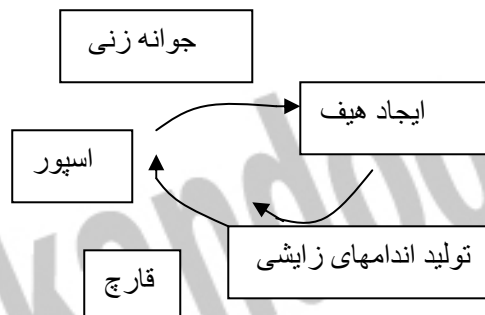 جوانه زنی
ایجاد هیف
اسپور
تولید اندامهای زایشی
قارچ